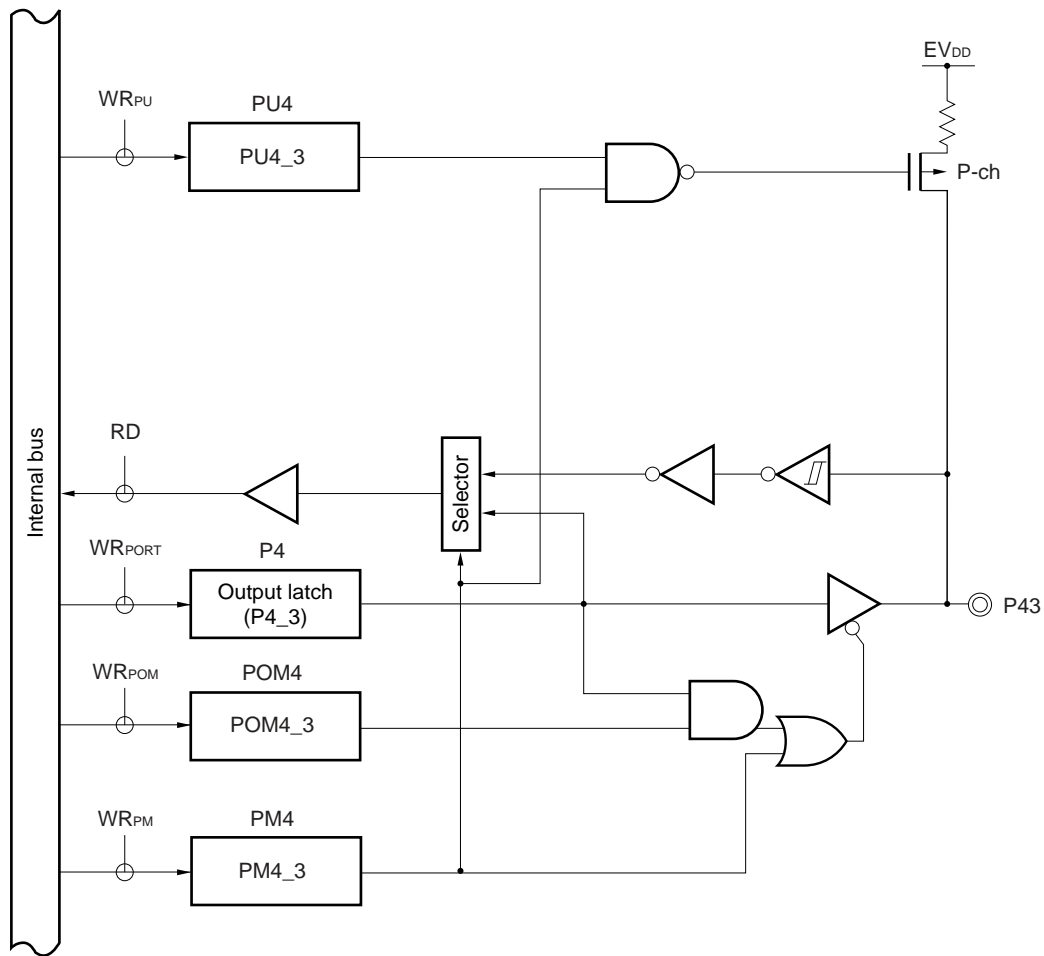 EVDD
WRPU
PU4
PU4_3
P-ch
Internal bus
RD
Selector
WRPORT
P4
Output latch
(P4_3)
P43
WRPOM
POM4
POM4_3
WRPM
PM4
PM4_3